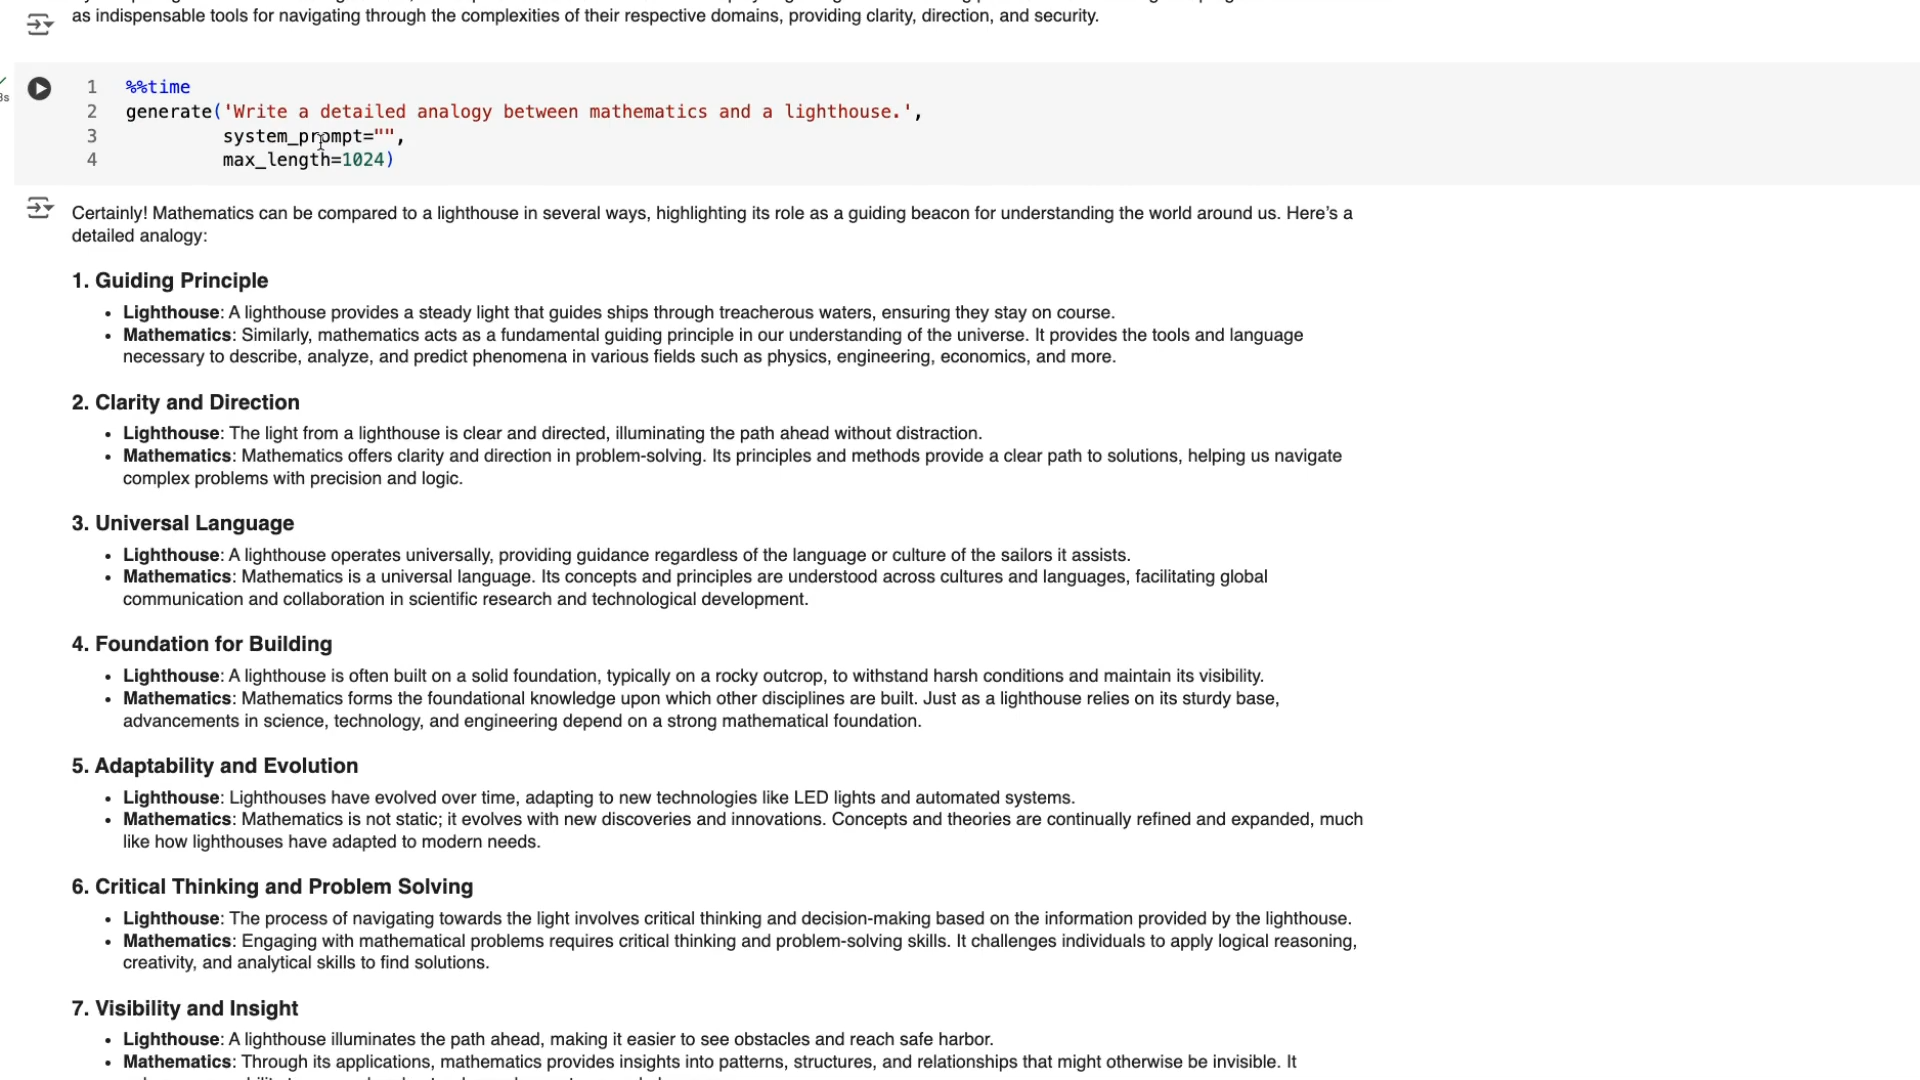 as indispensable tools for navigating through the complexities of their respective domains, providing clarity, direction, and security.
1 %%time
2 generate('Write a detailed analogy between mathematics and a lighthouse.',
3 system_prompt="",
4 max_length=1024)
Certainly! Mathematics can be compared to a lighthouse in several ways, highlighting its role as a guiding beacon for understanding the world around us. Here’s a
detailed analogy:
1. Guiding Principle
• Lighthouse: A lighthouse provides a steady light that guides ships through treacherous waters, ensuring they stay on course.
• Mathematics: Similarly, mathematics acts as a fundamental guiding principle in our understanding of the universe. It provides the tools and language
necessary to describe, analyze, and predict phenomena in various fields such as physics, engineering, economics, and more.
2. Clarity and Direction
• Lighthouse: The light from a lighthouse is clear and directed, illuminating the path ahead without distraction.
• Mathematics: Mathematics offers clarity and direction in problem-solving. Its principles and methods provide a clear path to solutions, helping us navigate
complex problems with precision and logic.
3. Universal Language
• Lighthouse: A lighthouse operates universally, providing guidance regardless of the language or culture of the sailors it assists.
• Mathematics: Mathematics is a universal language. Its concepts and principles are understood across cultures and languages, facilitating global
communication and collaboration in scientific research and technological development.
4. Foundation for Building
• Lighthouse: A lighthouse is often built on a solid foundation, typically on a rocky outcrop, to withstand harsh conditions and maintain its visibility.
• Mathematics: Mathematics forms the foundational knowledge upon which other disciplines are built. Just as a lighthouse relies on its sturdy base,
advancements in science, technology, and engineering depend on a strong mathematical foundation.
5. Adaptability and Evolution
• Lighthouse: Lighthouses have evolved over time, adapting to new technologies like LED lights and automated systems.
• Mathematics: Mathematics is not static; it evolves with new discoveries and innovations. Concepts and theories are continually refined and expanded, much
like how lighthouses have adapted to modern needs.
6. Critical Thinking and Problem Solving
• Lighthouse: The process of navigating towards the light involves critical thinking and decision-making based on the information provided by the lighthouse.
• Mathematics: Engaging with mathematical problems requires critical thinking and problem-solving skills. It challenges individuals to apply logical reasoning,
creativity, and analytical skills to find solutions.
7. Visibility and Insight
• Lighthouse: A lighthouse illuminates the path ahead, making it easier to see obstacles and reach safe harbor.
• Mathematics: Through its applications, mathematics provides insights into patterns, structures, and relationships that might otherwise be invisible. It